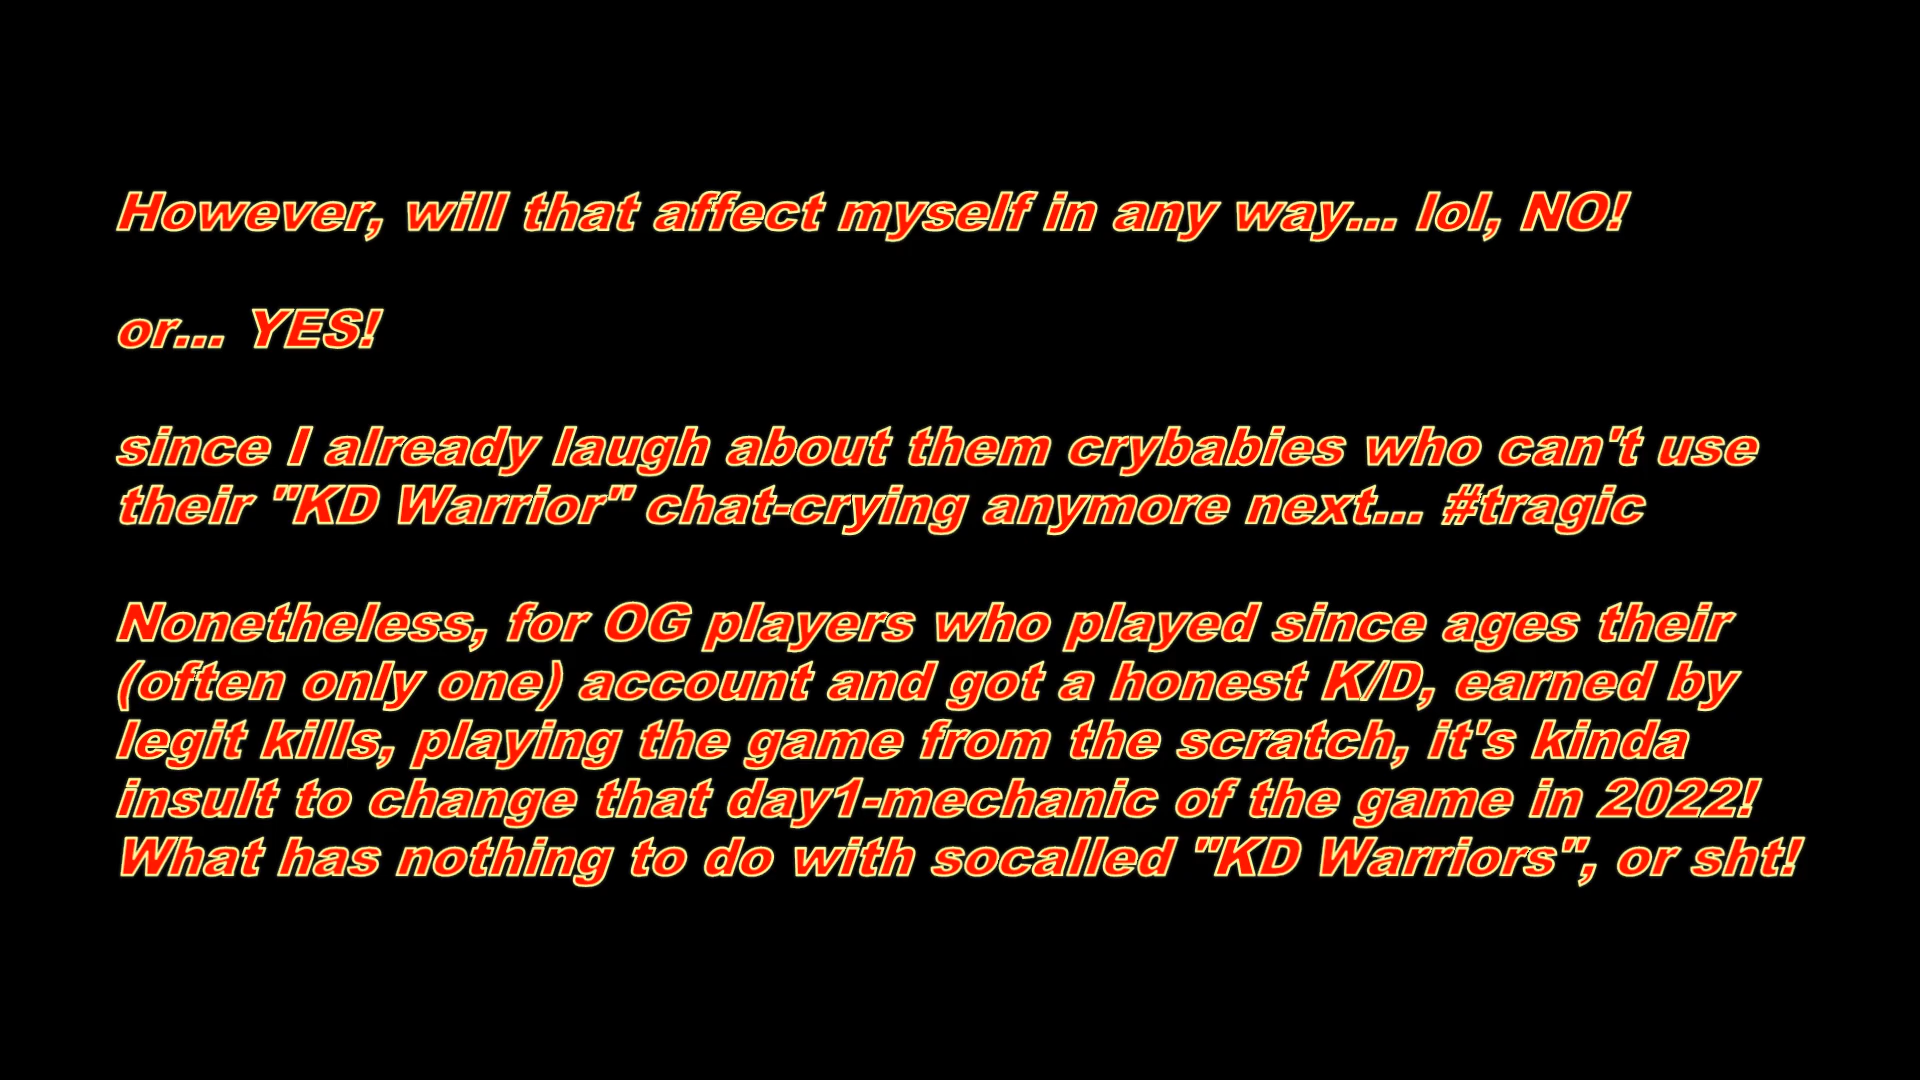 However, will that affect myself in any way... lol, NO!
or... YES!
since I already laugh about them crybabies who can't use
their "KD Warrior" chat-crying anymore next... #tragic
Nonetheless, for OG players who played since ages their
(often only one) account and got a honest K/D, earned by
legit kills, playing the game from the scratch, it's kinda
insult to change that day1-mechanic of the game in 2022!
What has nothing to do with socalled "KD Warriors", or sht!